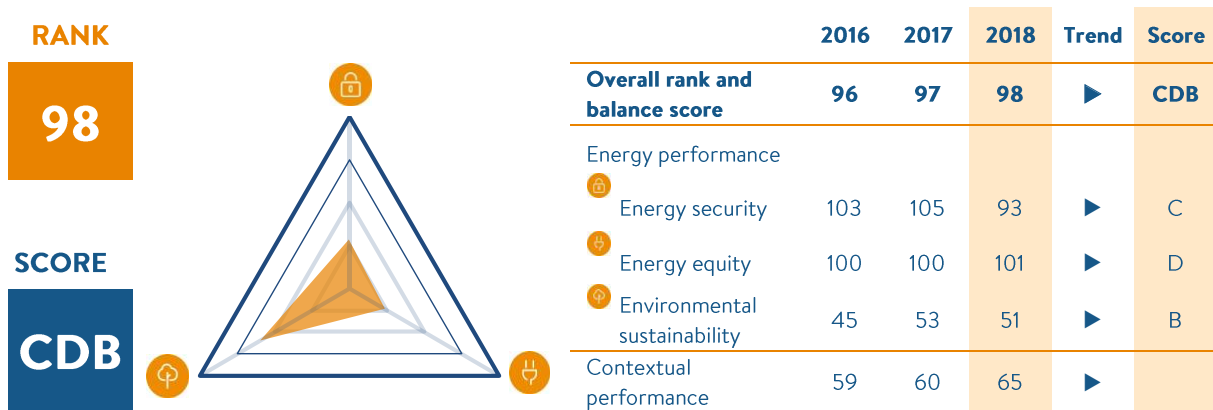 RANK
98
SCORE
CDB
2016 2017 2018 Trend Score
Overall rank and
balance score 96 97 98 ▶ CDB
Energy performance
Energy security 103 105 93 ▶ C
Energy equity 100 100 101 ▶ D
Environmental
sustainability 45 53 51 ▶ B
Contextual
performance 59 60 65 ▶